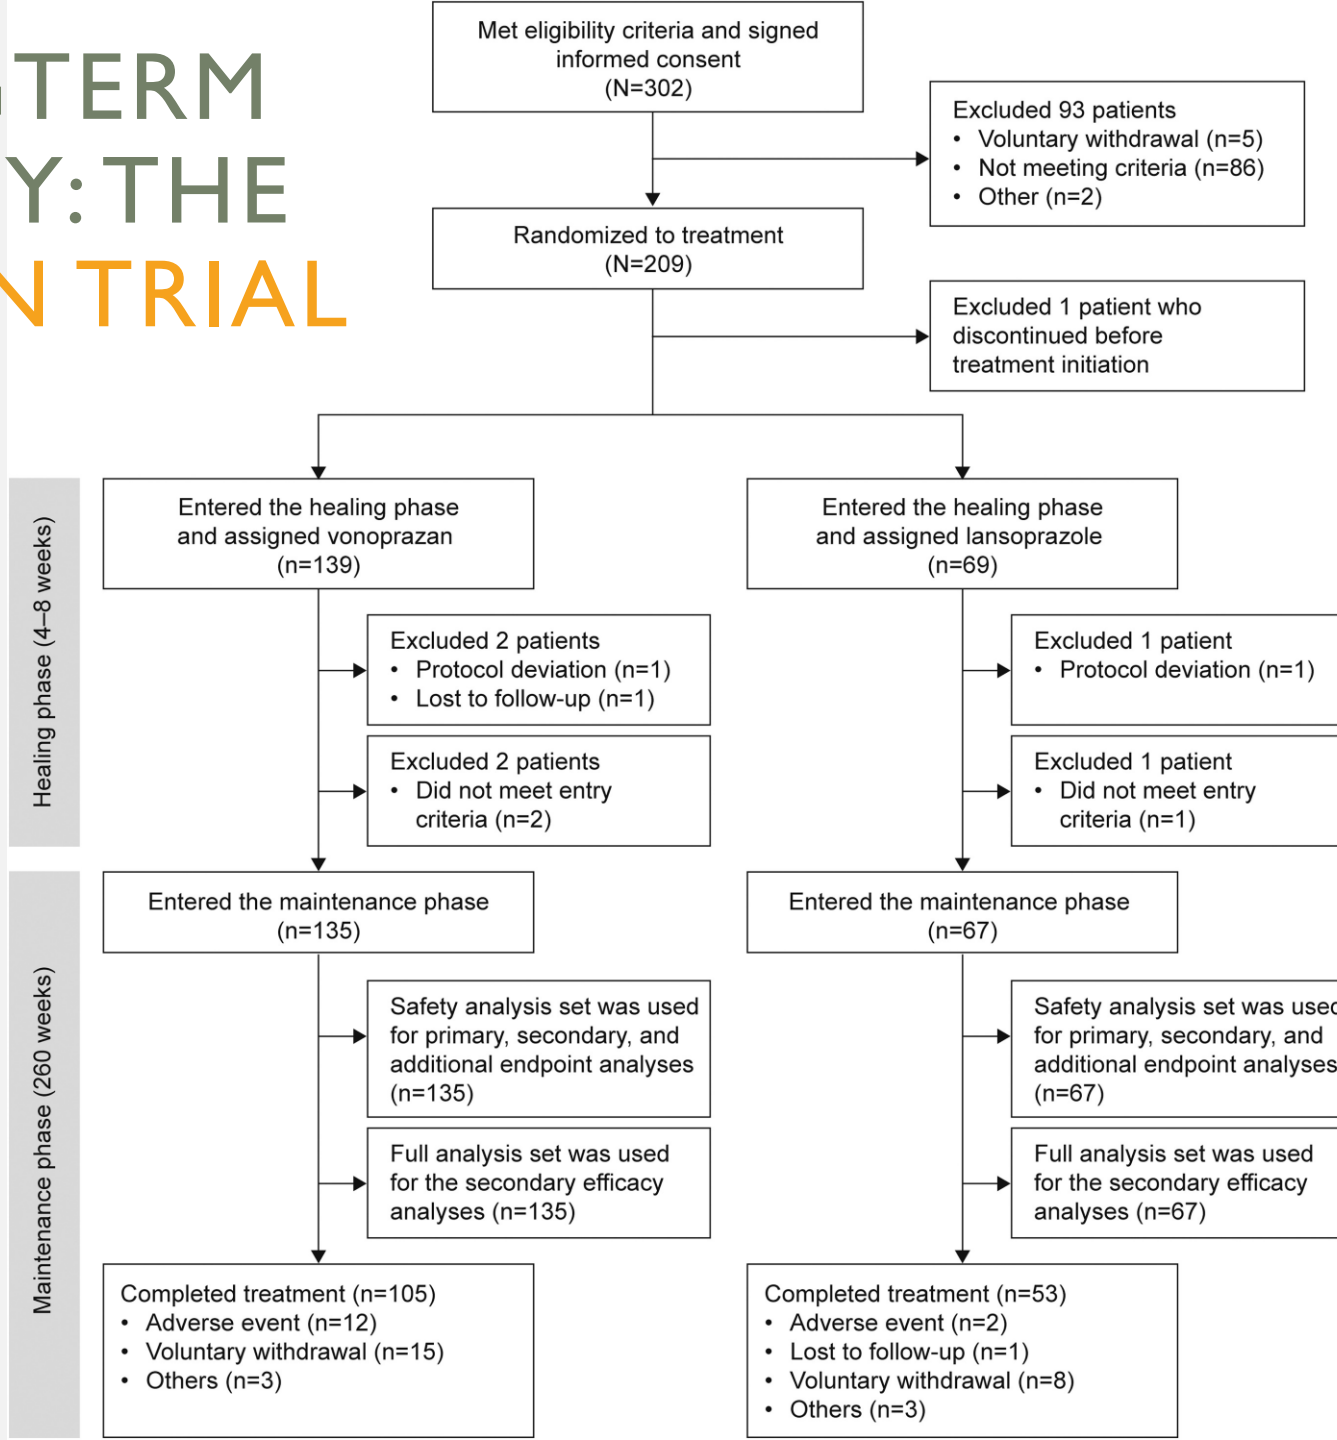 TERM
Y: THE
N TRIAL
Met eligibility criteria and signed
informed consent
(N=302)
Excluded 93 patients
• Voluntary withdrawal (n=5)
• Not meeting criteria (n=86)
• Other (n=2)
Randomized to treatment
(N=209)
Excluded 1 patient who
discontinued before
treatment initiation
Healing phase (4–8 weeks)
Entered the healing phase
and assigned vonoprazan
(n=139)
Entered the healing phase
and assigned lansoprazole
(n=69)
Excluded 2 patients
• Protocol deviation (n=1)
• Lost to follow-up (n=1)
Excluded 1 patient
• Protocol deviation (n=1)
Excluded 2 patients
• Did not meet entry
criteria (n=2)
Excluded 1 patient
• Did not meet entry
criteria (n=1)
Maintenance phase (260 weeks)
Entered the maintenance phase
(n=135)
Entered the maintenance phase
(n=67)
Safety analysis set was used
for primary, secondary, and
additional endpoint analyses
(n=135)
Safety analysis set was used
for primary, secondary, and
additional endpoint analyses
(n=67)
Full analysis set was used
for the secondary efficacy
analyses (n=135)
Full analysis set was used
for the secondary efficacy
analyses (n=67)
Completed treatment (n=105)
• Adverse event (n=12)
• Voluntary withdrawal (n=15)
• Others (n=3)
Completed treatment (n=53)
• Adverse event (n=2)
• Lost to follow-up (n=1)
• Voluntary withdrawal (n=8)
• Others (n=3)